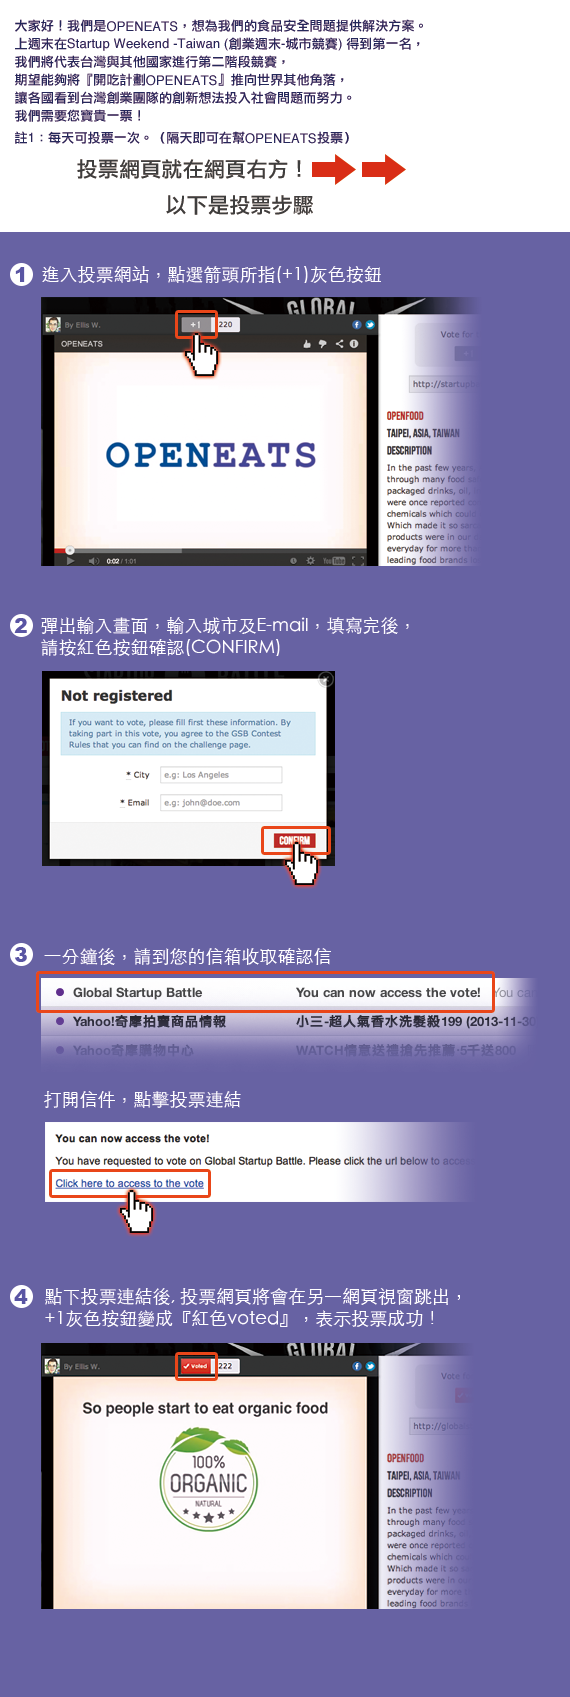 大家好！我們是OPENEATS，想為我們的食品安全問題提供解決方案。
上週末在Startup Weekend -Taiwan (創業週末-城市競賽) 得到第一名，
我們將代表台灣與其他國家進行第二階段競賽，
期望能夠將『開吃計劃OPENEATS』推向世界其他角落，
讓各國看到台灣創業團隊的創新想法投入社會問題而努力。
我們需要您寶貴一票！
註1：每天可投票一次。（隔天即可在幫OPENEATS投票）
投票網頁就在網頁右方！
以下是投票步驟
1 進入投票網站，點選箭頭所指(+1)灰色按鈕
GLOBAL
By Ellis W.
+1
220
OPENEATS
Vote for
http://startup
OPENEATS
OPENFOOD
TAIPEI, ASIA, TAIWAN
DESCRIPTION
In the past few years,
through many food
packaged drinks, oil,
were once reported
chemicals which could
Which made it so
products were in our
everyday for more
leading food brands
0:02 / 1:01
YouTube
2 彈出輸入畫面，輸入城市及E-mail，填寫完後，
請按紅色按鈕確認(CONFIRM)
Not registered
If you want to vote, please fill first these information. By
taking part in this vote, you agree to the GSB Contest
Rules that you can find on the challenge page.
* City
e.g: Los Angeles
* Email
e.g: john@doe.com
CONFIRM
3 一分鐘後，請到您的信箱收取確認信
Global Startup Battle You can now access the vote! You can
Yahoo!奇摩拍賣商品情報 小三-超人氣香水洗髮殺199 (2013-11-30
Yahoo奇摩購物中心 WATCH情意送禮搶先推薦-5千送800
打開信件，點擊投票連結
You can now access the vote!
You have requested to vote on Global Startup Battle. Please click the url below to access
Click here to access to the vote
4 點下投票連結後, 投票網頁將會在另一網頁視窗跳出，
+1灰色按鈕變成『紅色voted』，表示投票成功！
GLOBAL
By Ellis W.
Voted
222
Vote for
http://globa
So people start to eat organic food
100%
ORGANIC
NATURAL
OPENFOOD
TAIPEI, ASIA, TAIWAN
DESCRIPTION
In the past few years
through many food
packaged drinks,
were once reported
chemicals which
Which made it so
products were in
everyday for more
leading food brands